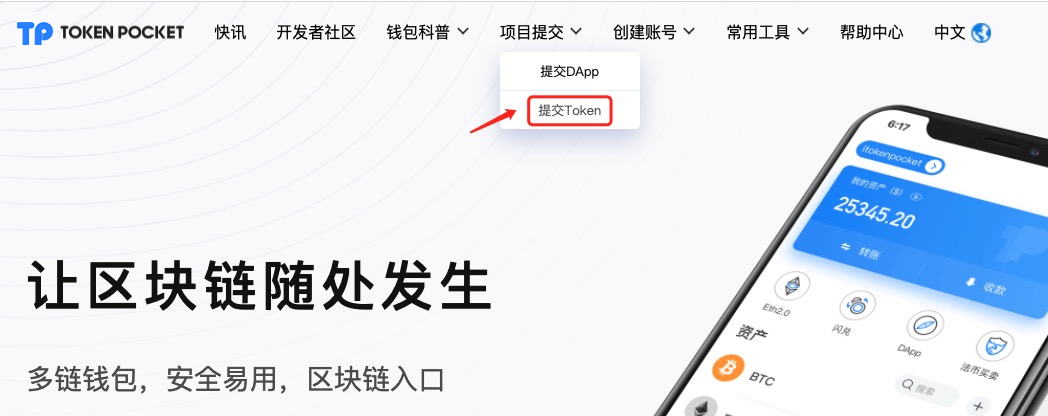 TP TOKEN POCKET 快讯 开发者社区 钱包科普 项目提交 创建账号 常用工具 帮助中心 中文
提交DApp
提交Token
让区块链随处发生
多链钱包，安全易用，区块链入口
6:17
itokenpocket
我的资产 ($)
25345.20
转账 收款
Eth2.0 闪兑 DApp 法币买卖
资产
搜索
BTC